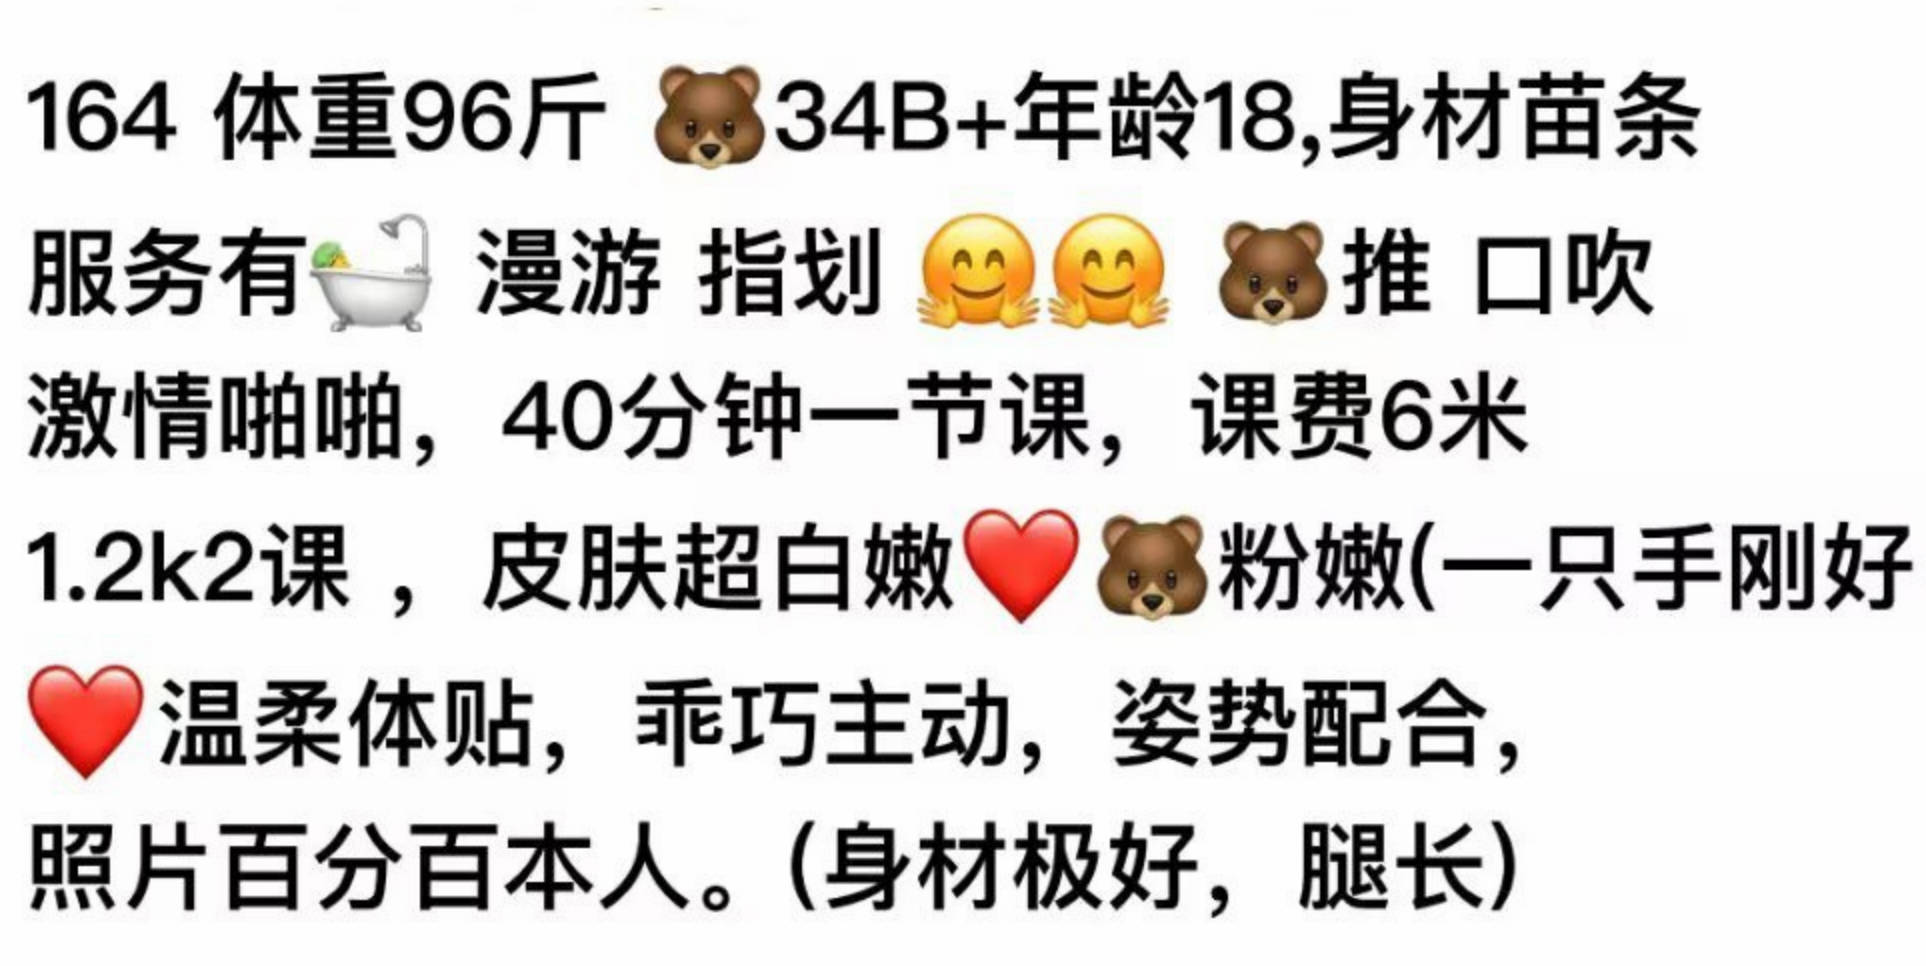 164 体重96斤 🐻34B+年龄18,身材苗条
服务有🛀 漫游 指划 🤗🤗 🐻推 口吹
激情啪啪，40分钟一节课，课费6米
1.2k2课 ，皮肤超白嫩❤️🐻粉嫩(一只手刚好
❤️温柔体贴，乖巧主动，姿势配合，
照片百分百本人。(身材极好，腿长)